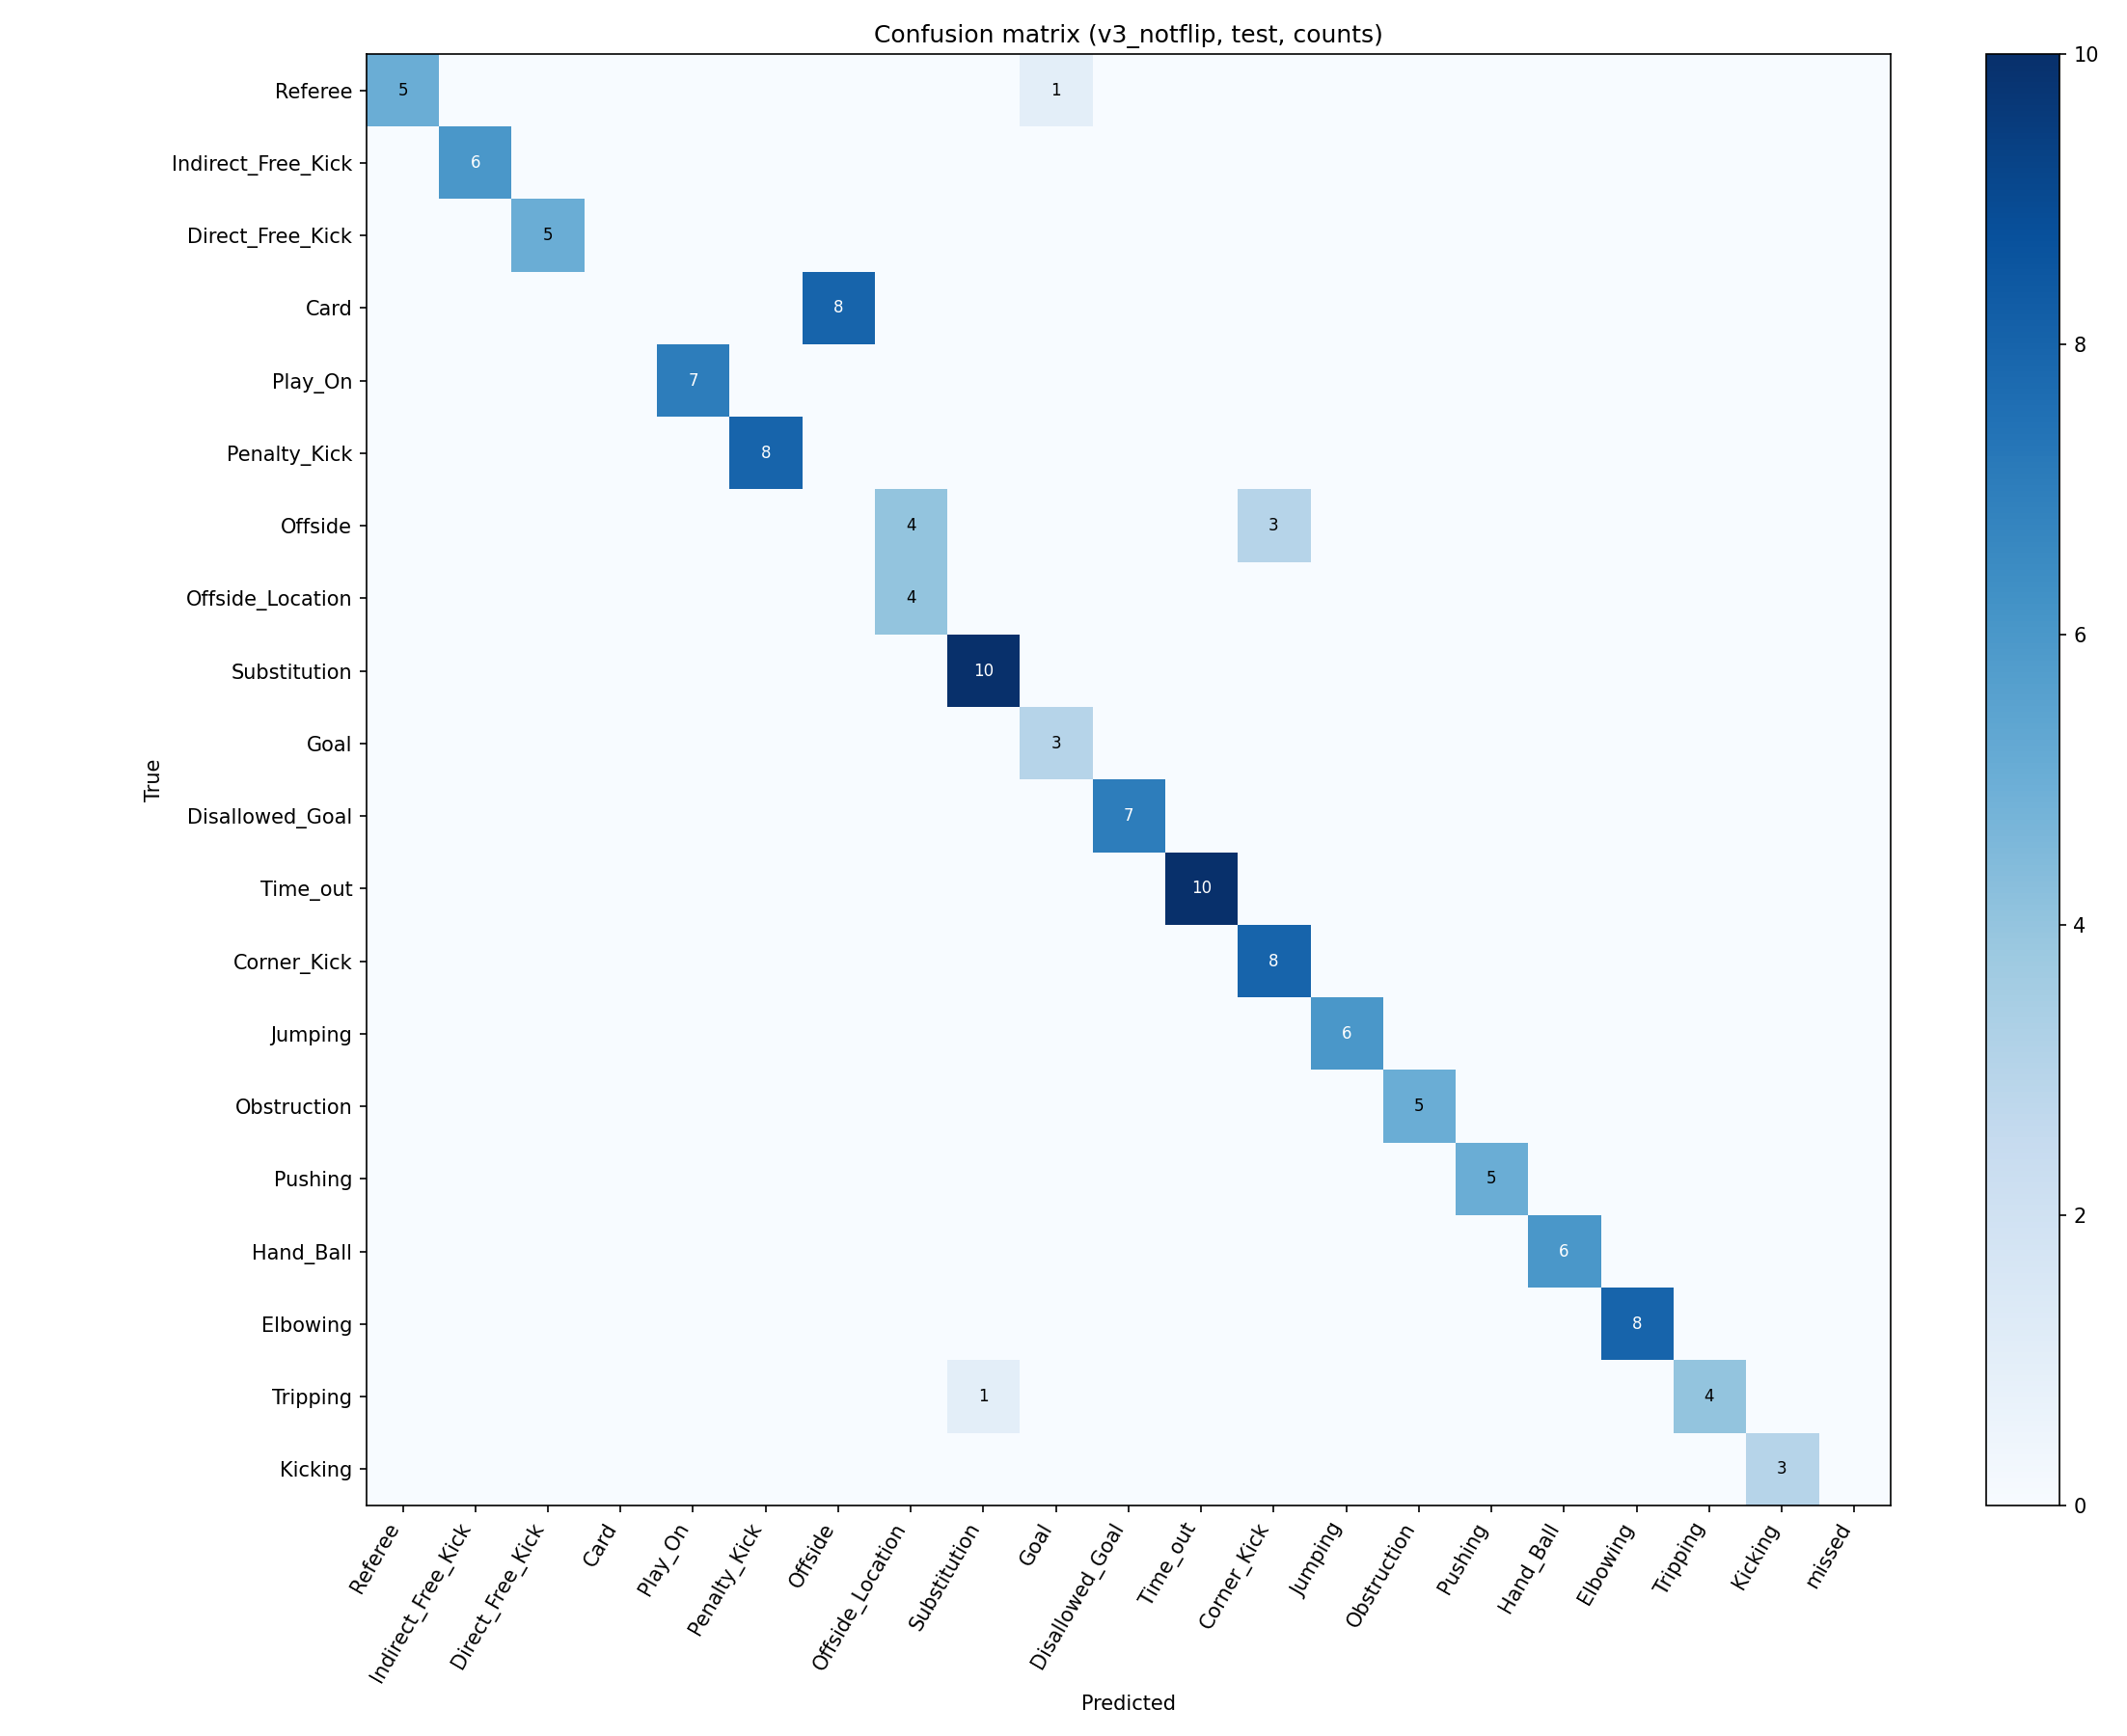 Confusion matrix (v3_notflip, test, counts)
True
Referee 5 1
Indirect_Free_Kick 6
Direct_Free_Kick 5
Card 8
Play_On 7
Penalty_Kick 8
Offside 4 3
Offside_Location 4
Substitution 10
Goal 3
Disallowed_Goal 7
Time_out 10
Corner_Kick 8
Jumping 6
Obstruction 5
Pushing 5
Hand_Ball 6
Elbowing 8
Tripping 1 4
Kicking 3
Referee
Indirect_Free_Kick
Direct_Free_Kick
Card
Play_On
Penalty_Kick
Offside
Offside_Location
Substitution
Goal
Disallowed_Goal
Time_out
Corner_Kick
Jumping
Obstruction
Pushing
Hand_Ball
Elbowing
Tripping
Kicking
missed
Predicted
10
8
6
4
2
0